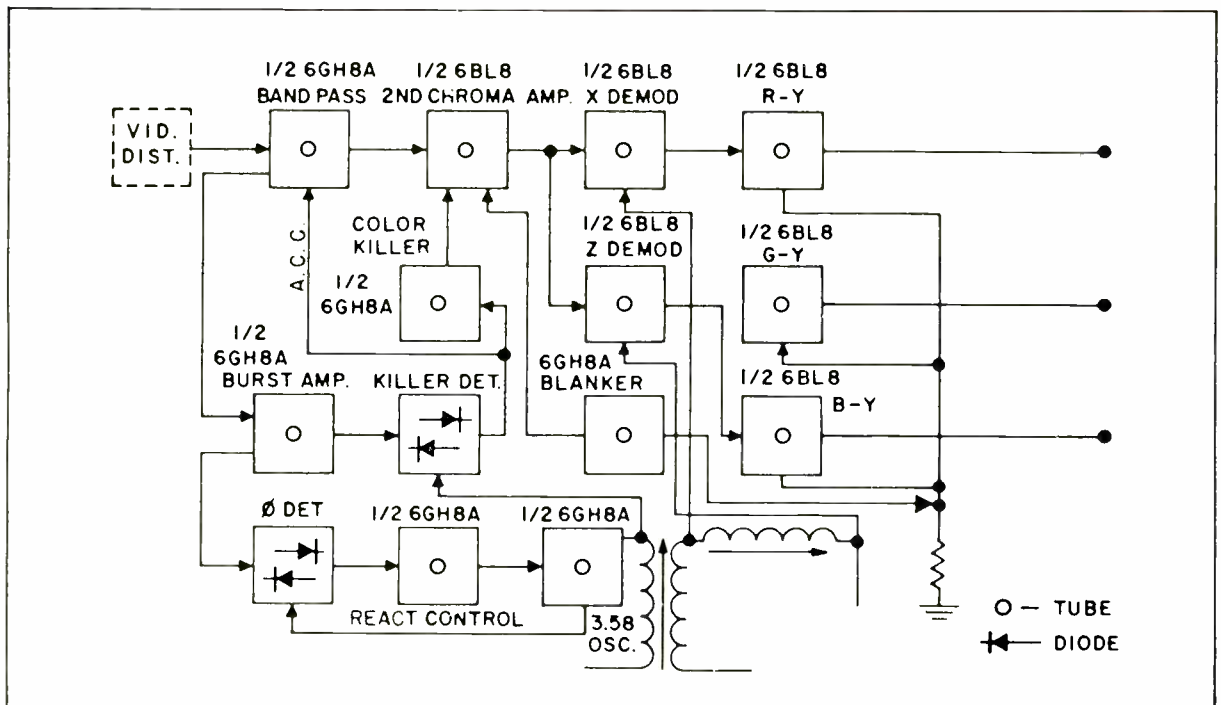 1/2 6GH8A
BAND PASS
1/2 6BL8
2ND CHROMA AMP.
1/2 6BL8
X DEMOD
1/2 6BL8
R-Y
VID.
DIST.
A.C.C.
COLOR
KILLER
1/2
6GH8A
1/2 6BL8
Z DEMOD
1/2 6BL8
G-Y
1/2
6GH8A
BURST AMP.
KILLER DET.
6GH8A
BLANKER
1/2 6BL8
B-Y
Ø DET
1/2 6GH8A
1/2 6GH8A
REACT CONTROL
3.58
OSC.
O - TUBE
- DIODE